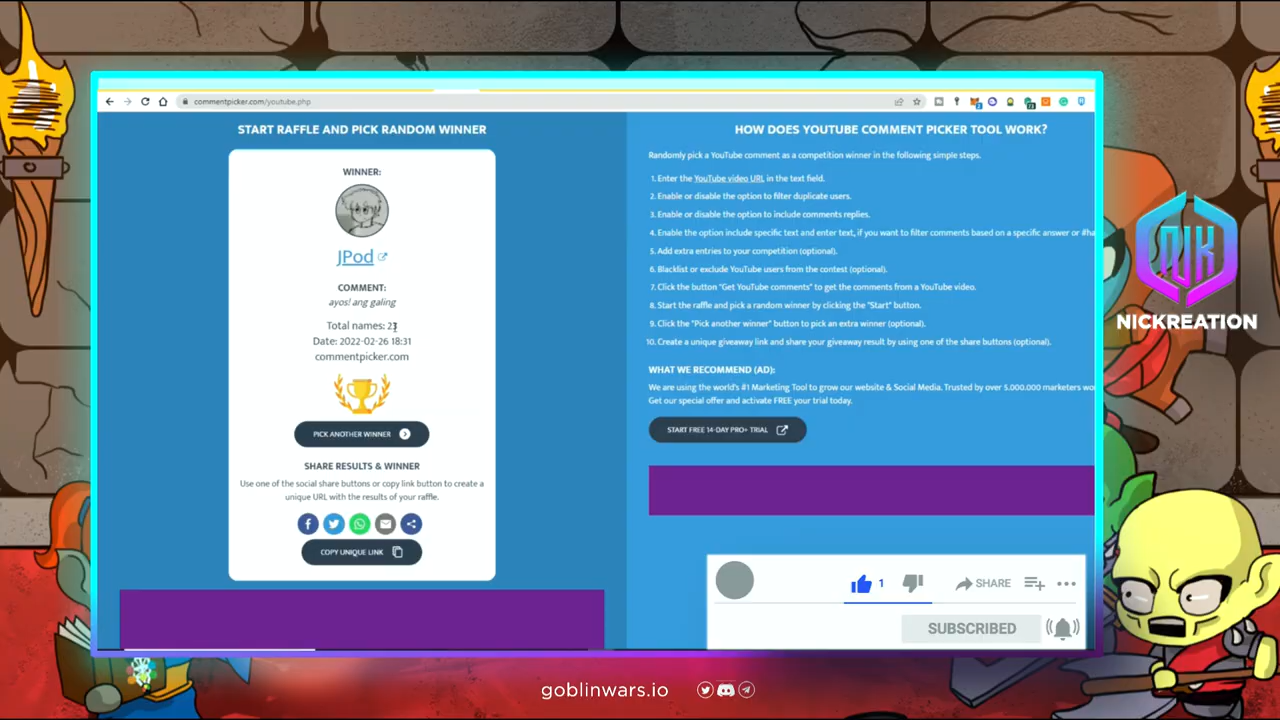 commentpicker.com/youtube.php
START RAFFLE AND PICK RANDOM WINNER
WINNER:
JPod
COMMENT:
ayos! ang galing
Total names: 23
Date: 2022-02-26 18:31
commentpicker.com
PICK ANOTHER WINNER
SHARE RESULTS & WINNER
Use one of the social share buttons or copy link button to create a
unique URL with the results of your raffle.
COPY UNIQUE LINK
HOW DOES YOUTUBE COMMENT PICKER TOOL WORK?
Randomly pick a YouTube comment as a competition winner in the following simple steps.
1. Enter the YouTube video URL in the text field.
2. Enable or disable the option to filter duplicate users.
3. Enable or disable the option to include comments replies.
4. Enable the option include specific text and enter text, if you want to filter comments based on a specific answer or #ha
5. Add extra entries to your competition (optional).
6. Blacklist or exclude YouTube users from the contest (optional).
7. Click the button "Get YouTube comments" to get the comments from a YouTube video.
8. Start the raffle and pick a random winner by clicking the "Start" button.
9. Click the "Pick another winner" button to pick an extra winner (optional).
10. Create a unique giveaway link and share your giveaway result by using one of the share buttons (optional).
WHAT WE RECOMMEND (AD):
We are using the world's #1 Marketing Tool to grow our website & Social Media. Trusted by over 5.000.000 marketers wo
Get our special offer and activate FREE your trial today.
START FREE 14-DAY PRO+ TRIAL
1
SHARE
SUBSCRIBED
NICKREATION
goblinwars.io